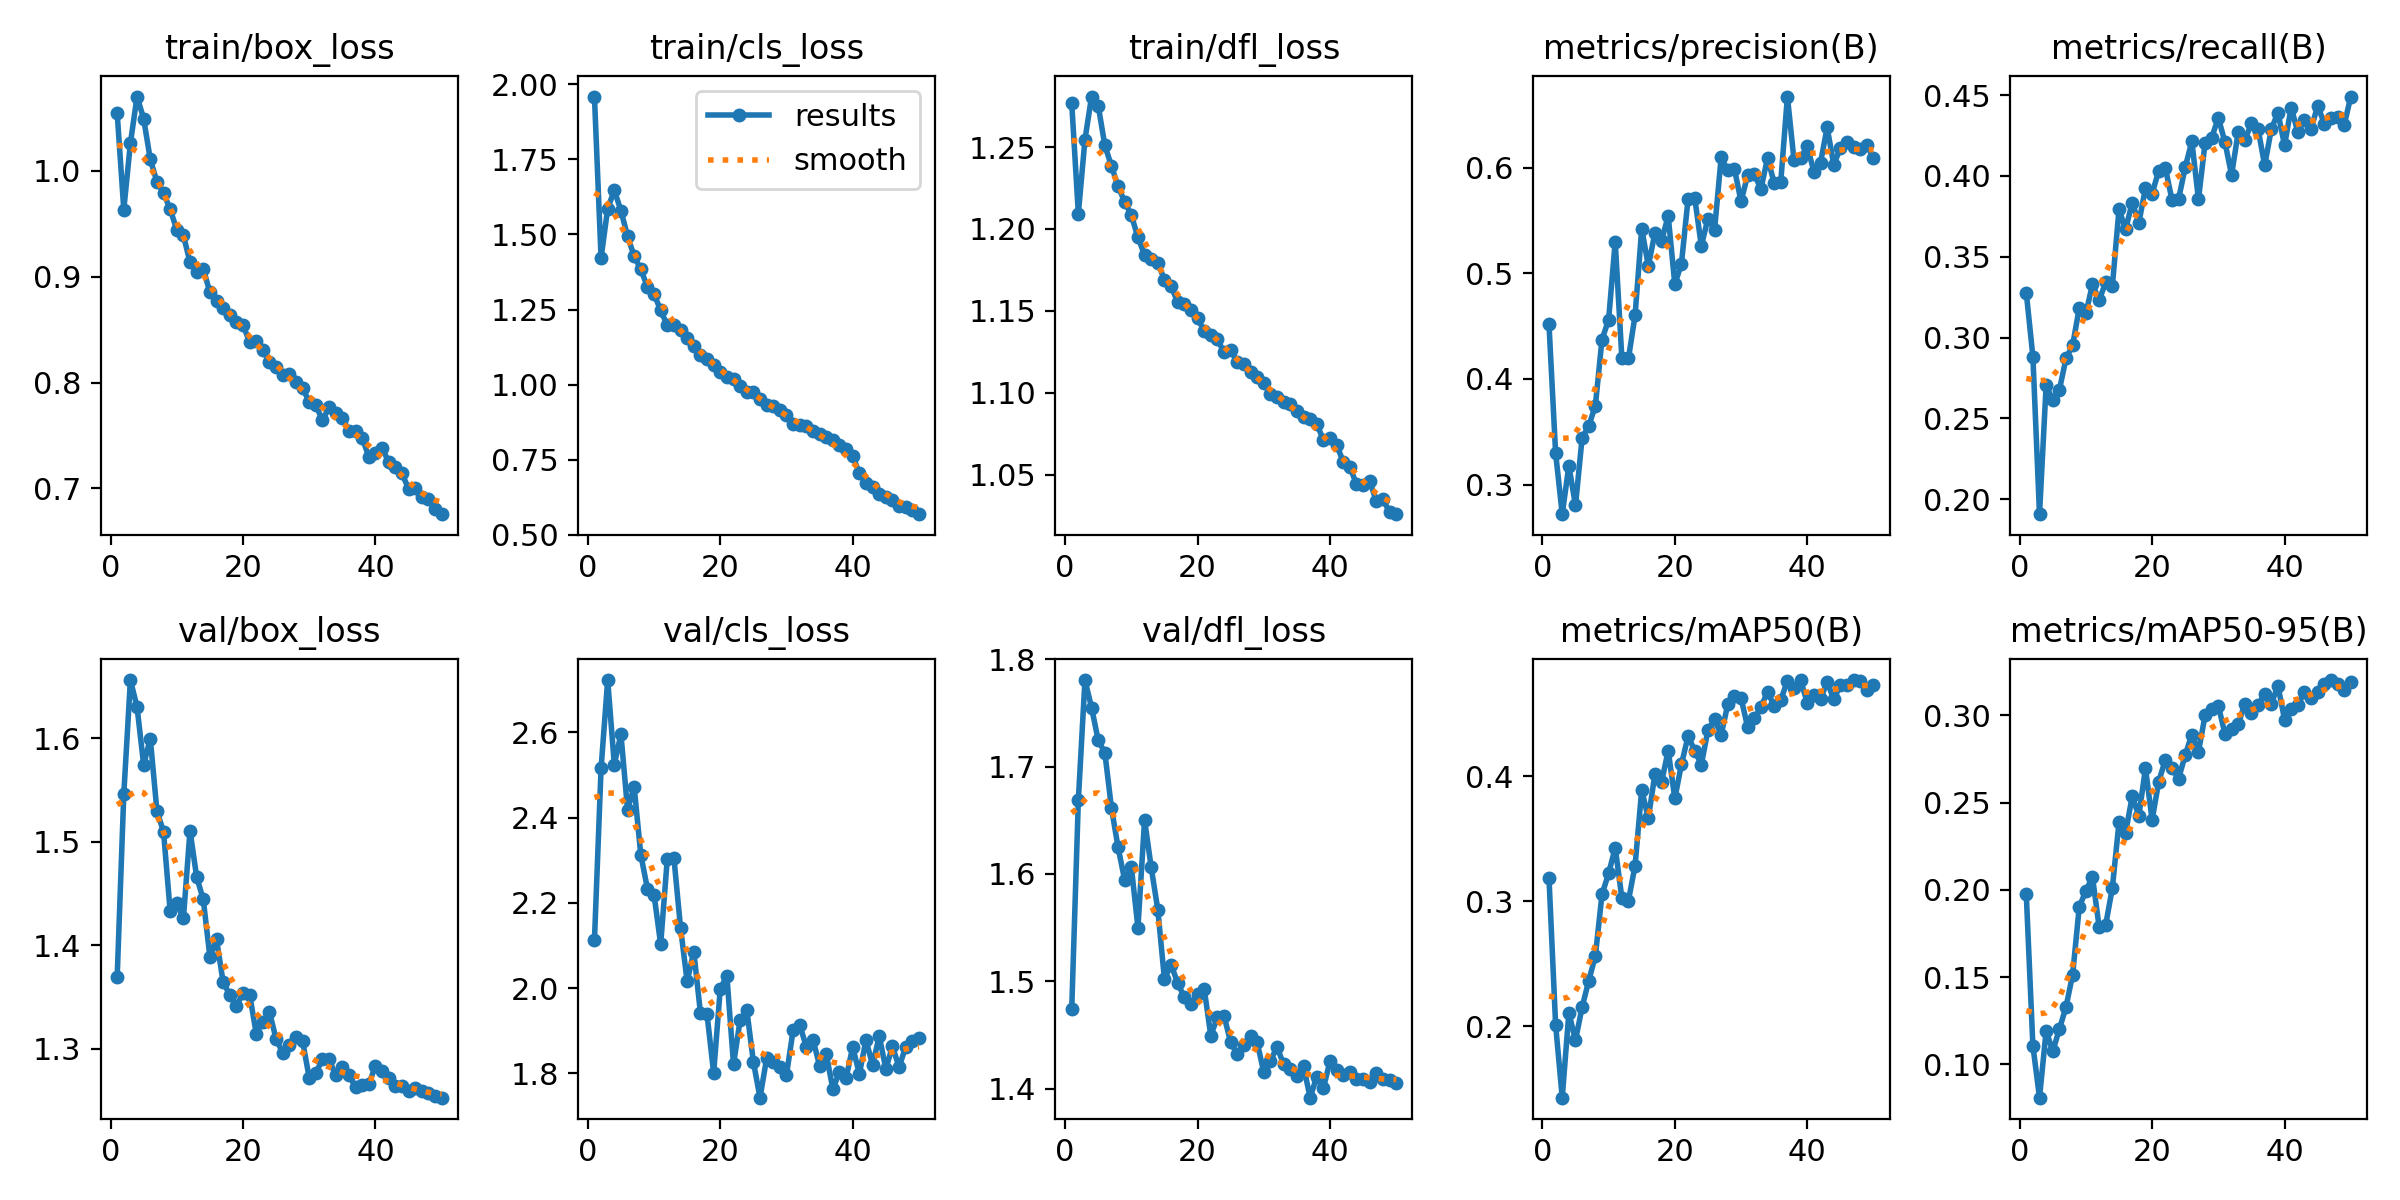 train/box_loss
1.0
0.9
0.8
0.7
0 20 40
train/cls_loss
results
smooth
2.00
1.75
1.50
1.25
1.00
0.75
0.50
0 20 40
train/dfl_loss
1.25
1.20
1.15
1.10
1.05
0 20 40
metrics/precision(B)
0.6
0.5
0.4
0.3
0 20 40
metrics/recall(B)
0.45
0.40
0.35
0.30
0.25
0.20
0 20 40
val/box_loss
1.6
1.5
1.4
1.3
0 20 40
val/cls_loss
2.6
2.4
2.2
2.0
1.8
0 20 40
val/dfl_loss
1.8
1.7
1.6
1.5
1.4
0 20 40
metrics/mAP50(B)
0.4
0.3
0.2
0 20 40
metrics/mAP50-95(B)
0.30
0.25
0.20
0.15
0.10
0 20 40